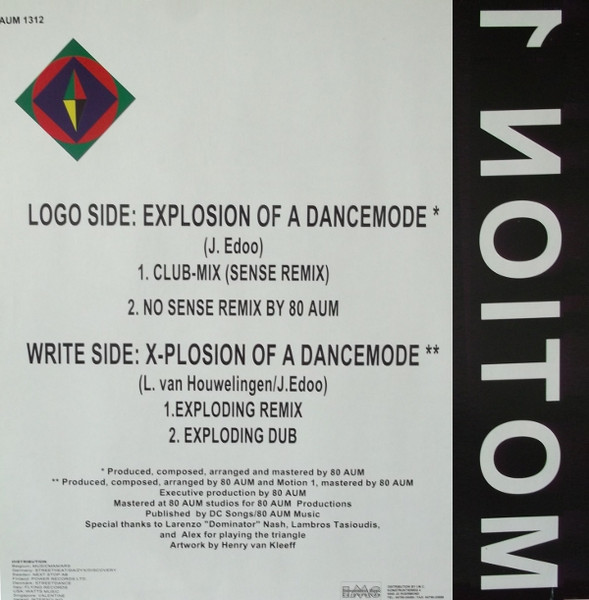 AUM 1312
LOGO SIDE: EXPLOSION OF A DANCEMODE *
(J. Edoo)
1. CLUB-MIX (SENSE REMIX)
2. NO SENSE REMIX BY 80 AUM
WRITE SIDE: X-PLOSION OF A DANCEMODE **
(L. van Houwelingen/J.Edoo)
1.EXPLODING REMIX
2. EXPLODING DUB
* Produced, composed, arranged and mastered by 80 AUM
** Produced, composed, arranged by 80 AUM and Motion 1, mastered by 80 AUM
Executive production by 80 AUM
Mastered at 80 AUM studios for 80 AUM Productions
Published by DC Songs/80 AUM Music
Special thanks to Larenzo "Dominator" Nash, Lambros Tasioudis,
and Alex for playing the triangle
Artwork by Henry van Kleeff
DISTRIBUTION
MOTION 1